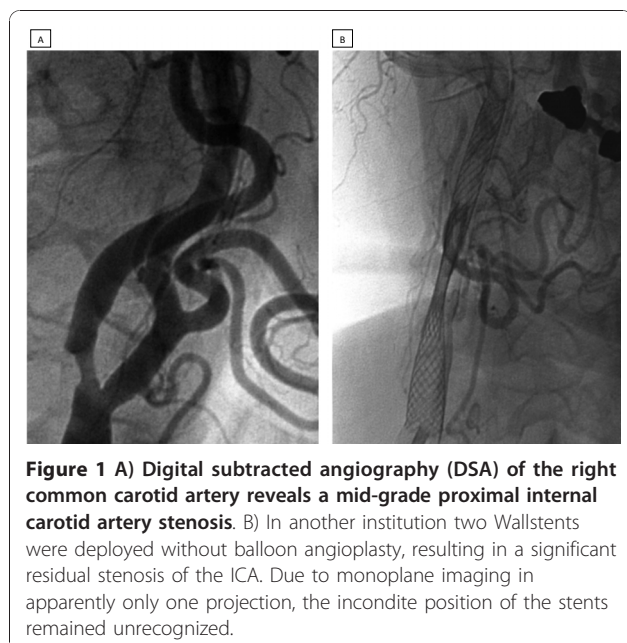 A
B
Figure 1 A) Digital subtracted angiography (DSA) of the right
common carotid artery reveals a mid-grade proximal internal
carotid artery stenosis. B) In another institution two Wallstents
were deployed without balloon angioplasty, resulting in a significant
residual stenosis of the ICA. Due to monoplane imaging in
apparently only one projection, the incondite position of the stents
remained unrecognized.